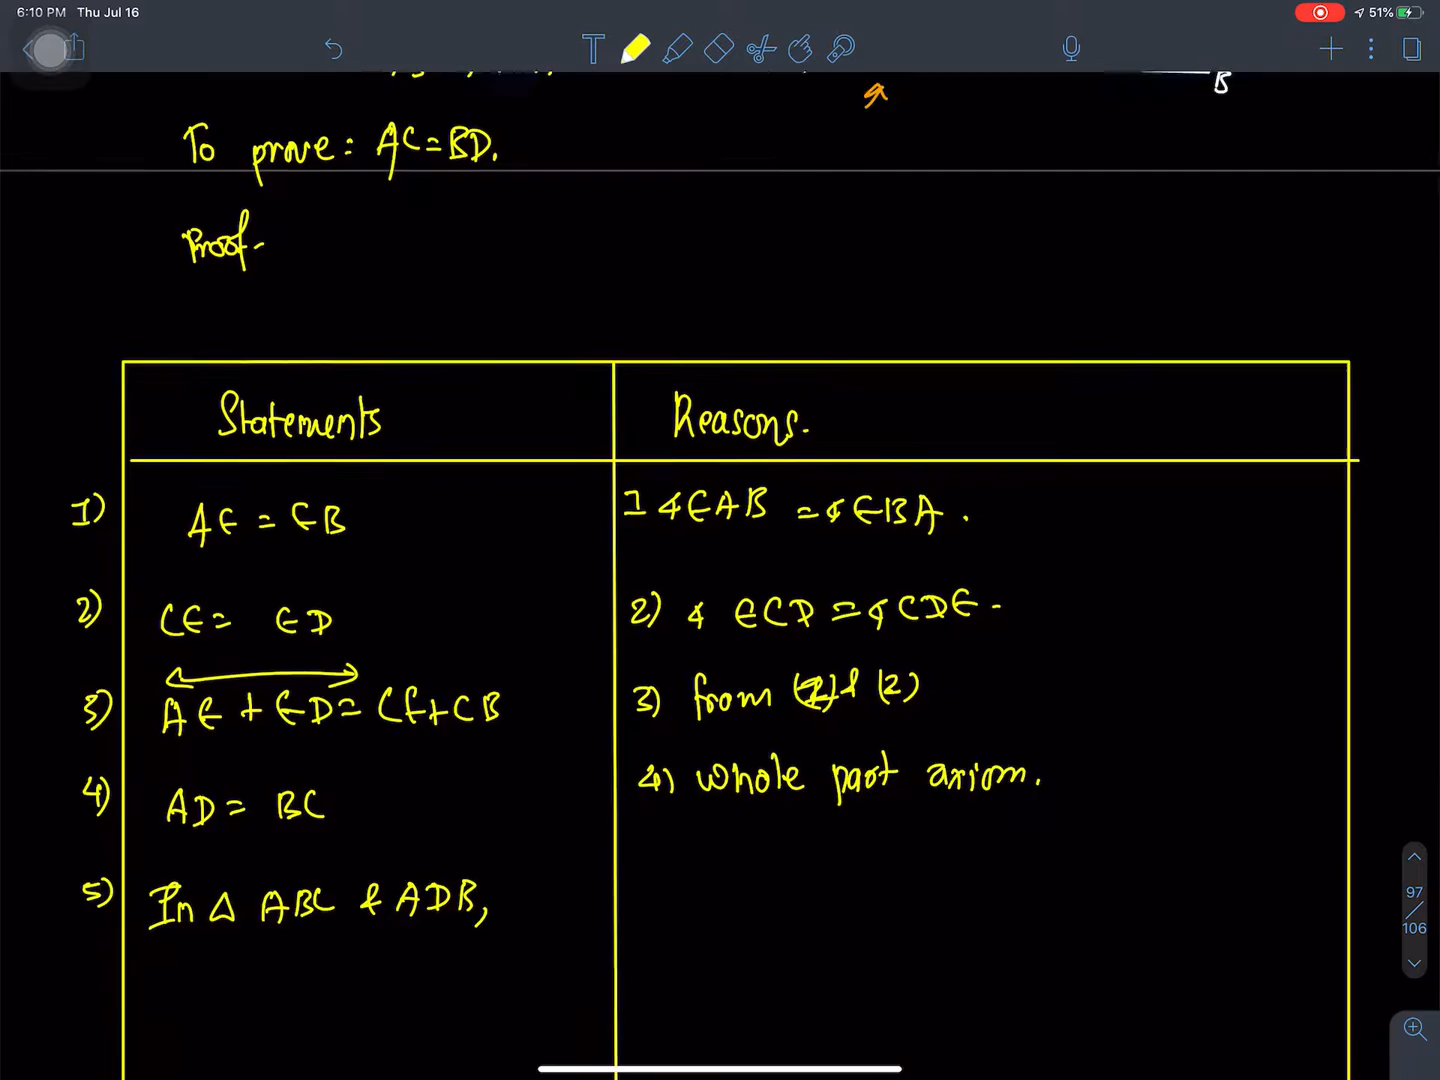 6:10 PM Thu Jul 16
51%
B
To prove: AC=BD.
Proof-
Statements
Reasons.
1) AE = EB
1 ∢EAB = ∢EBA.
2) CE= ED
2) ∢ ECD = ∢CDE-
3) AE + ED= CE+CB
3) from (1)& (2)
4) AD= BC
4) whole part axiom.
5) In △ ABC & ADB,
97
106